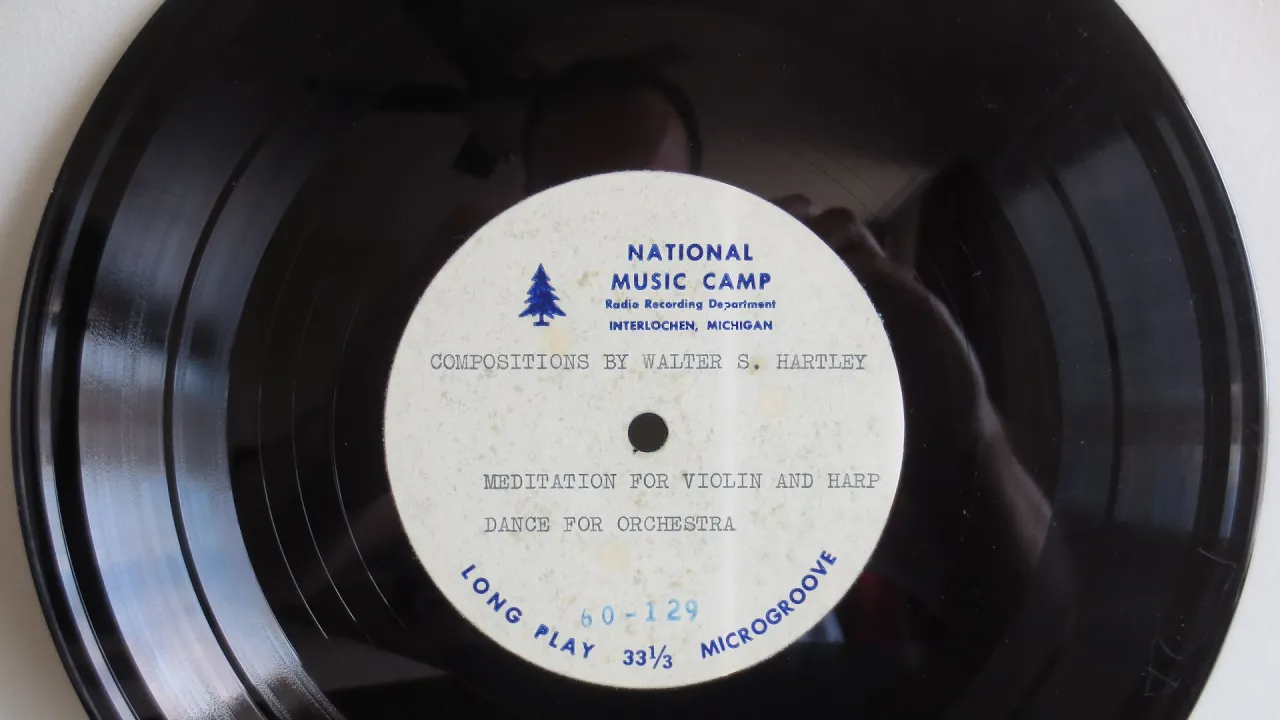 NATIONAL
MUSIC CAMP
Radio Recording Department
INTERLOCHEN, MICHIGAN
COMPOSITIONS BY WALTER S. HARTLEY
MEDITATION FOR VIOLIN AND HARP
DANCE FOR ORCHESTRA
60-129
LONG PLAY 33⅓ MICROGROOVE